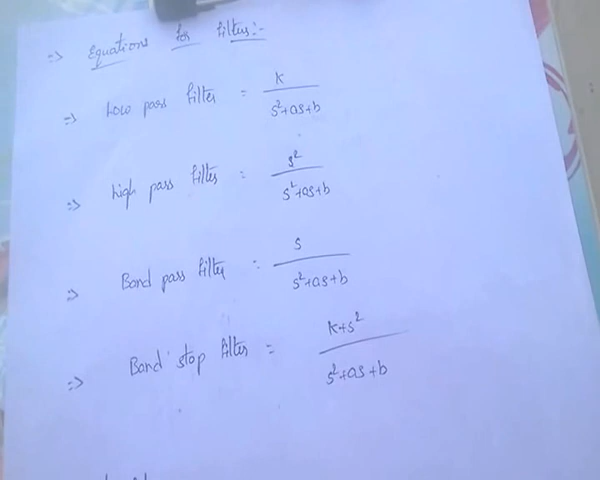 => Equations for filters:-
=> Low pass filter = K / s²+as+b
=> high pass filter = s² / s²+as+b
=> Band pass filter = s / s²+as+b
=> Band stop filter = K+s² / s²+as+b